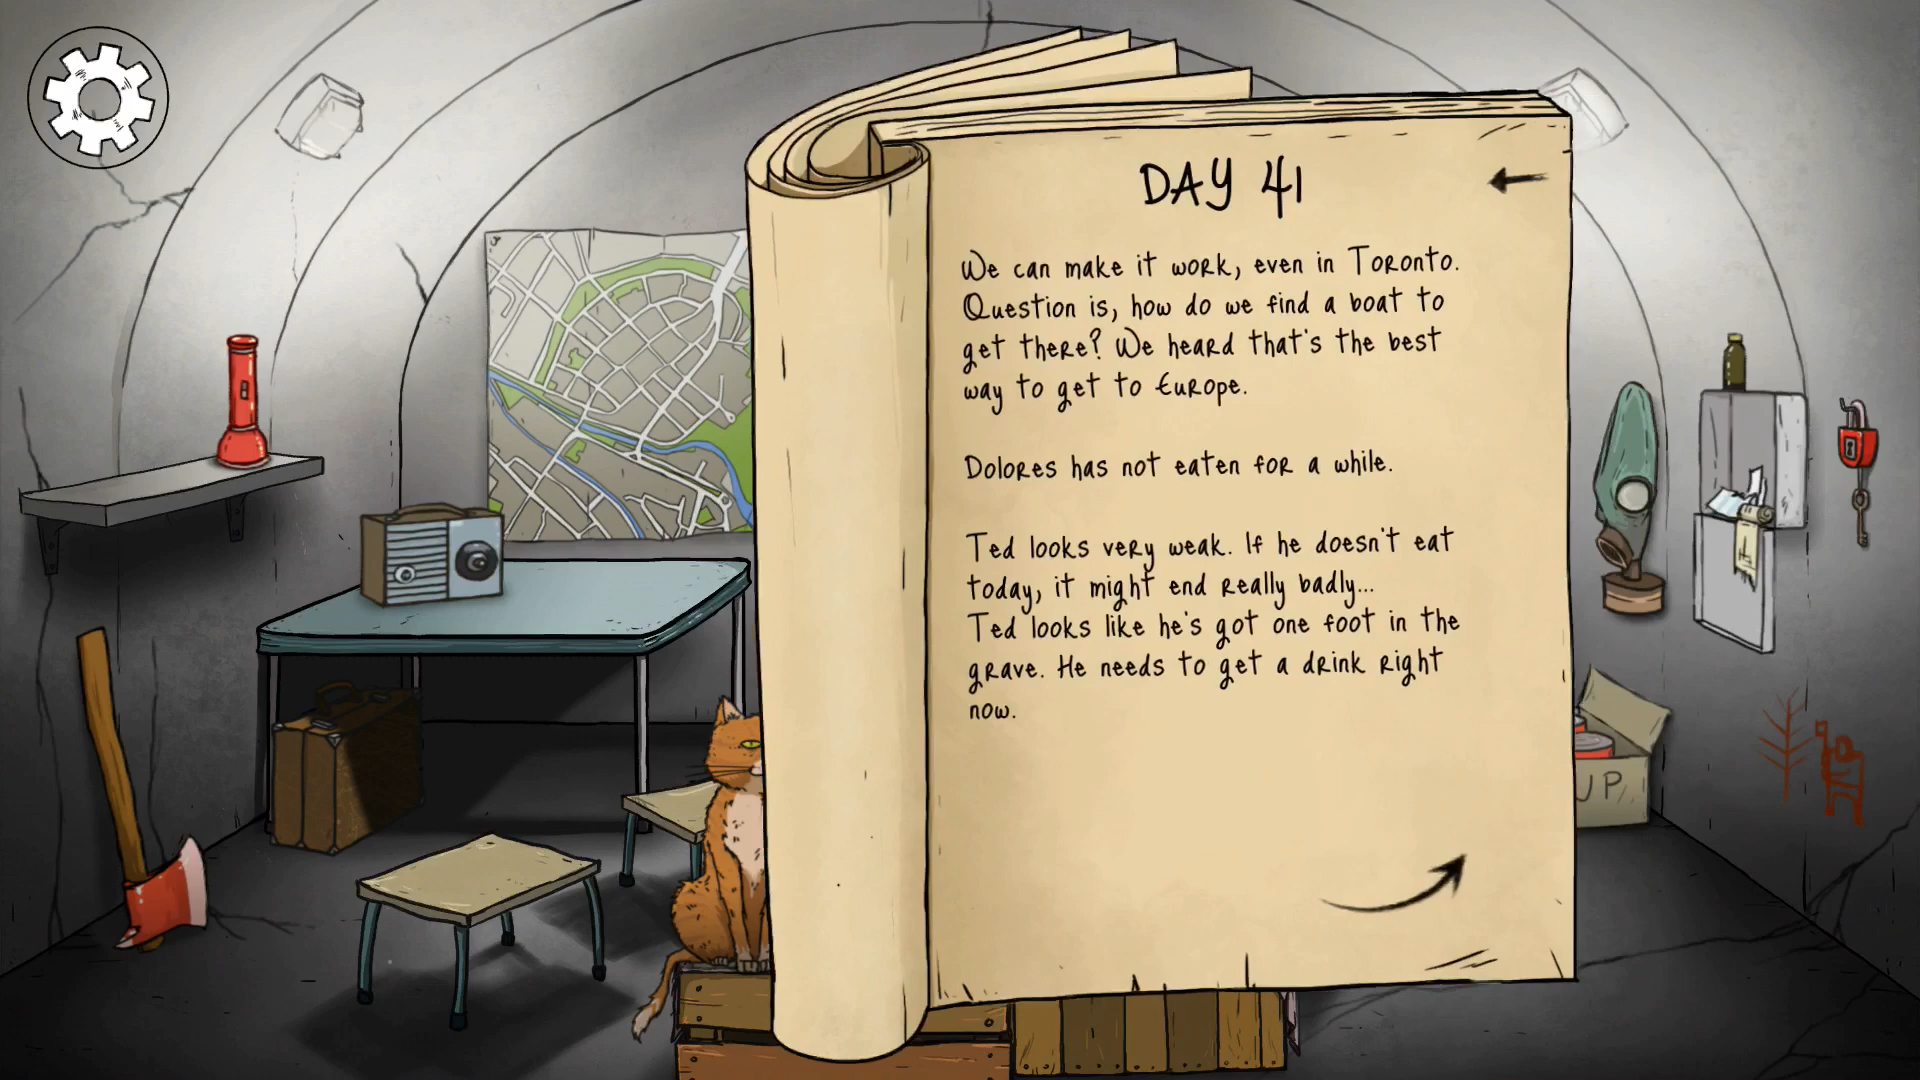 DAY 41
We can make it work, even in Toronto.
Question is, how do we find a boat to
get there? We heard that's the best
way to get to Europe.
Dolores has not eaten for a while.
Ted looks very weak. If he doesn't eat
today, it might end really badly...
Ted looks like he's got one foot in the
grave. He needs to get a drink right
now.
UP